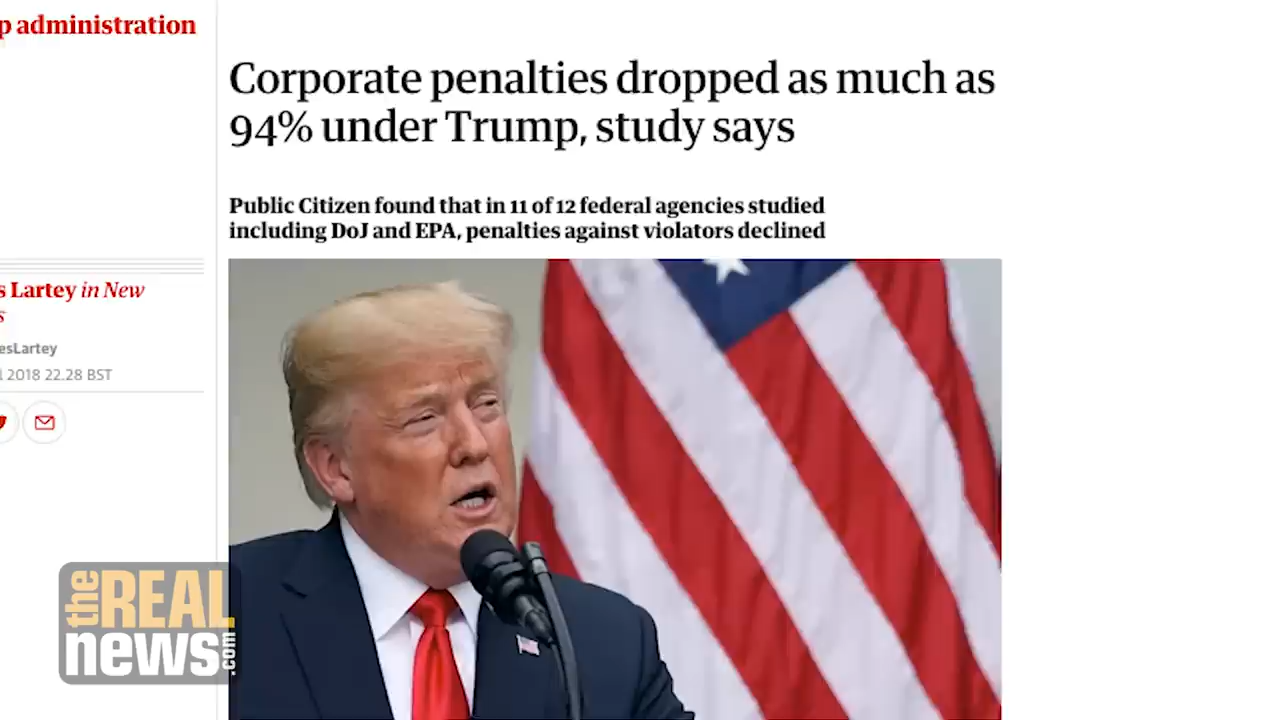 p administration
Corporate penalties dropped as much as
94% under Trump, study says
Public Citizen found that in 11 of 12 federal agencies studied
including DoJ and EPA, penalties against violators declined
s Lartey in New
s
esLartey
2018 22.28 BST
the REAL
news.com